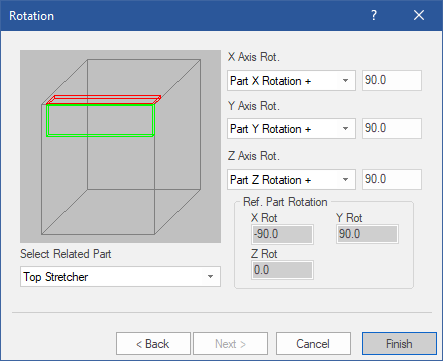 Rotation
?
X Axis Rot.
Part X Rotation + 90.0
Y Axis Rot.
Part Y Rotation + 90.0
Z Axis Rot.
Part Z Rotation + 90.0
Ref. Part Rotation
X Rot Y Rot
-90.0 90.0
Z Rot
0.0
Select Related Part
Top Stretcher
< Back Next > Cancel Finish